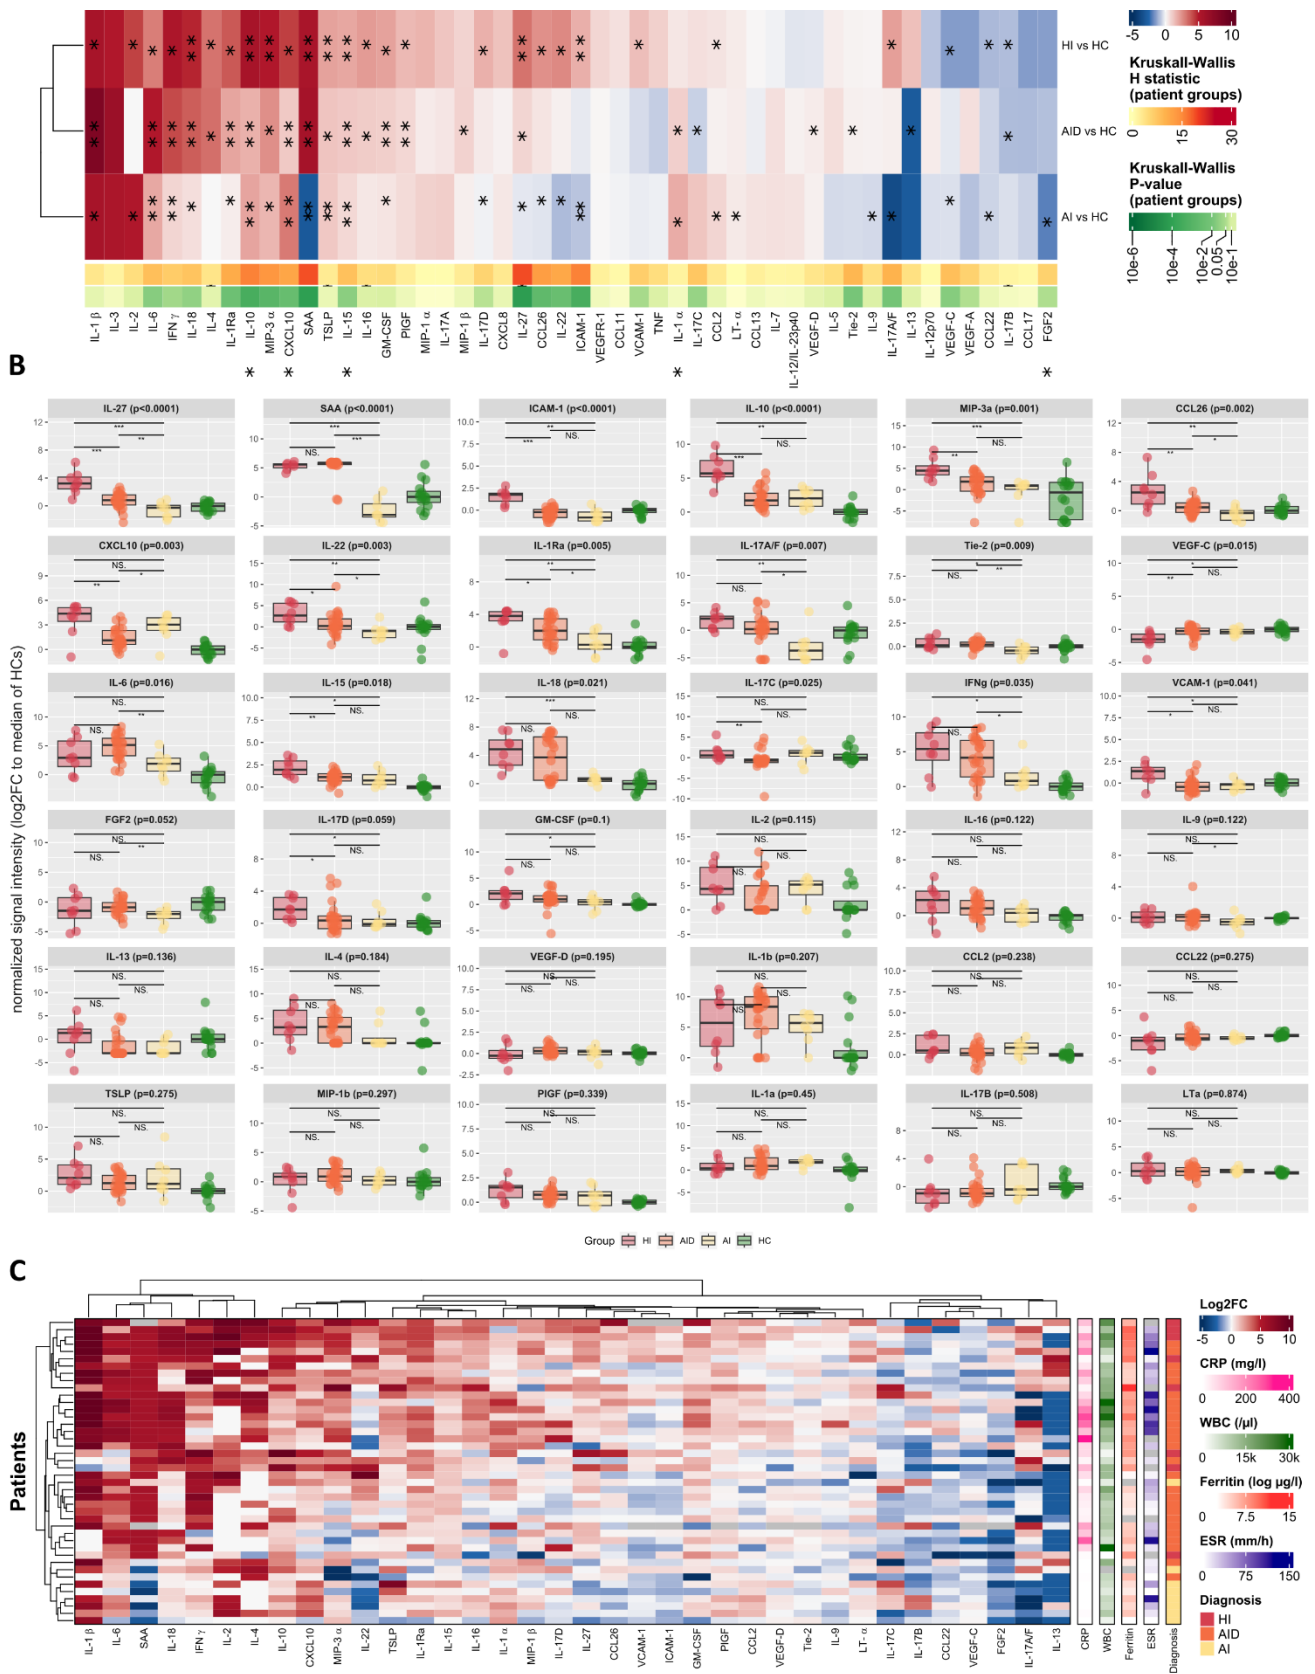 -5 0 5 10
HI vs HC
AID vs HC
AI vs HC
Kruskall-Wallis
H statistic
(patient groups)
0 15 30
Kruskall-Wallis
P-value
(patient groups)
10e-6 10e-4 10e-2 0.05 10e-1
IL-1 β IL-3 IL-2 IL-6 IFN γ IL-18 IL-4 IL-1Ra IL-10 MIP-3 α CXCL10 SAA TSLP IL-15 IL-16 GM-CSF PlGF MIP-1 α IL-17A MIP-1 β IL-17D CXCL8 IL-27 CCL26 IL-22 ICAM-1 VEGFR-1 CCL11 VCAM-1 TNF IL-1 α IL-17C CCL2 LT- α CCL13 IL-7 IL-12/IL-23p40 VEGF-D IL-5 Tie-2 IL-9 IL-17A/F IL-13 IL-12p70 VEGF-C VEGF-A CCL22 IL-17B CCL17 FGF2
B
normalized signal intensity (log2FC to median of HCs)
IL-27 (p<0.0001) SAA (p<0.0001) ICAM-1 (p<0.0001) IL-10 (p<0.0001) MIP-3a (p=0.001) CCL26 (p=0.002)
CXCL10 (p=0.003) IL-22 (p=0.003) IL-1Ra (p=0.005) IL-17A/F (p=0.007) Tie-2 (p=0.009) VEGF-C (p=0.015)
IL-6 (p=0.016) IL-15 (p=0.018) IL-18 (p=0.021) IL-17C (p=0.025) IFNg (p=0.035) VCAM-1 (p=0.041)
FGF2 (p=0.052) IL-17D (p=0.059) GM-CSF (p=0.1) IL-2 (p=0.115) IL-16 (p=0.122) IL-9 (p=0.122)
IL-13 (p=0.136) IL-4 (p=0.184) VEGF-D (p=0.195) IL-1b (p=0.207) CCL2 (p=0.238) CCL22 (p=0.275)
TSLP (p=0.275) MIP-1b (p=0.297) PlGF (p=0.339) IL-1a (p=0.45) IL-17B (p=0.508) LTa (p=0.874)
Group HI AID AI HC
C
Patients
Log2FC
-5 0 5 10
CRP (mg/l)
0 200 400
WBC (/µl)
0 15k 30k
Ferritin (log µg/l)
0 7.5 15
ESR (mm/h)
0 75 150
Diagnosis
HI
AID
AI
IL-1 β IL-6 SAA IL-18 IFN γ IL-2 IL-4 IL-10 CXCL10 MIP-3 α IL-22 TSLP IL-1Ra IL-15 IL-16 IL-1 α MIP-1 β IL-17D IL-27 CCL26 VCAM-1 ICAM-1 GM-CSF PlGF CCL2 VEGF-D Tie-2 IL-9 LT- α IL-17C IL-17B CCL22 VEGF-C FGF2 IL-17A/F IL-13 CRP WBC Ferritin ESR Diagnosis